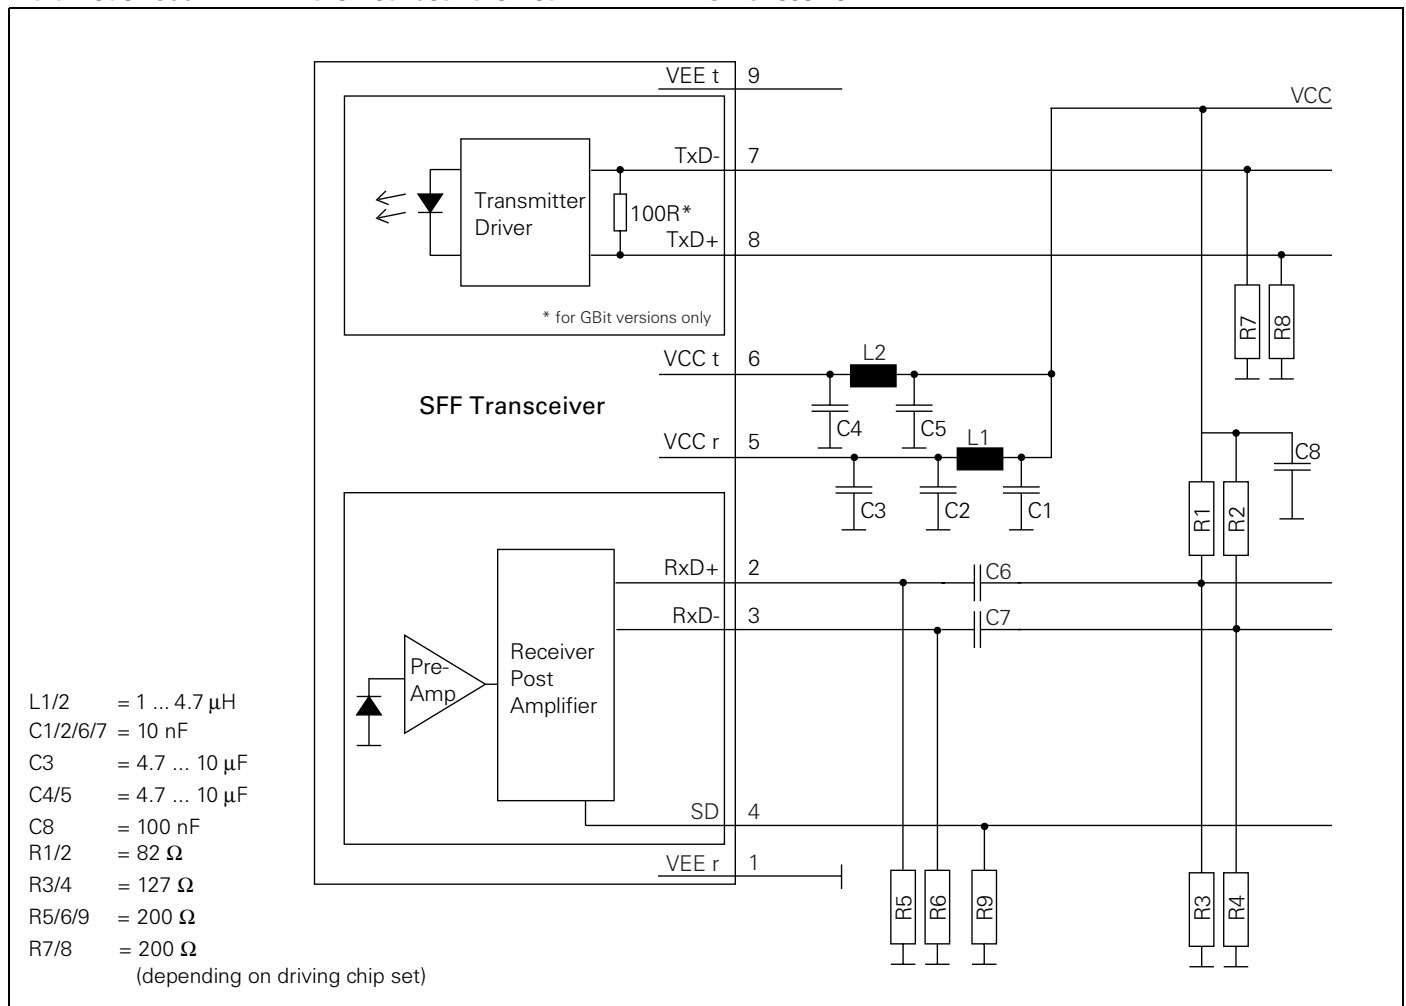 VEE t 9
VCC
TxD- 7
Transmitter
Driver
100R*
TxD+ 8
* for GBit versions only
R7
R8
VCC t 6
L2
SFF Transceiver
C4
C5
VCC r 5
L1
C8
C3
C2
C1
R1
R2
RxD+ 2
C6
RxD- 3
C7
Receiver
Post
Amplifier
Pre-
Amp
L1/2 = 1 ... 4.7 μH
C1/2/6/7 = 10 nF
C3 = 4.7 ... 10 μF
C4/5 = 4.7 ... 10 μF
C8 = 100 nF
R1/2 = 82 Ω
R3/4 = 127 Ω
R5/6/9 = 200 Ω
R7/8 = 200 Ω
(depending on driving chip set)
SD 4
VEE r 1
R5
R6
R9
R3
R4